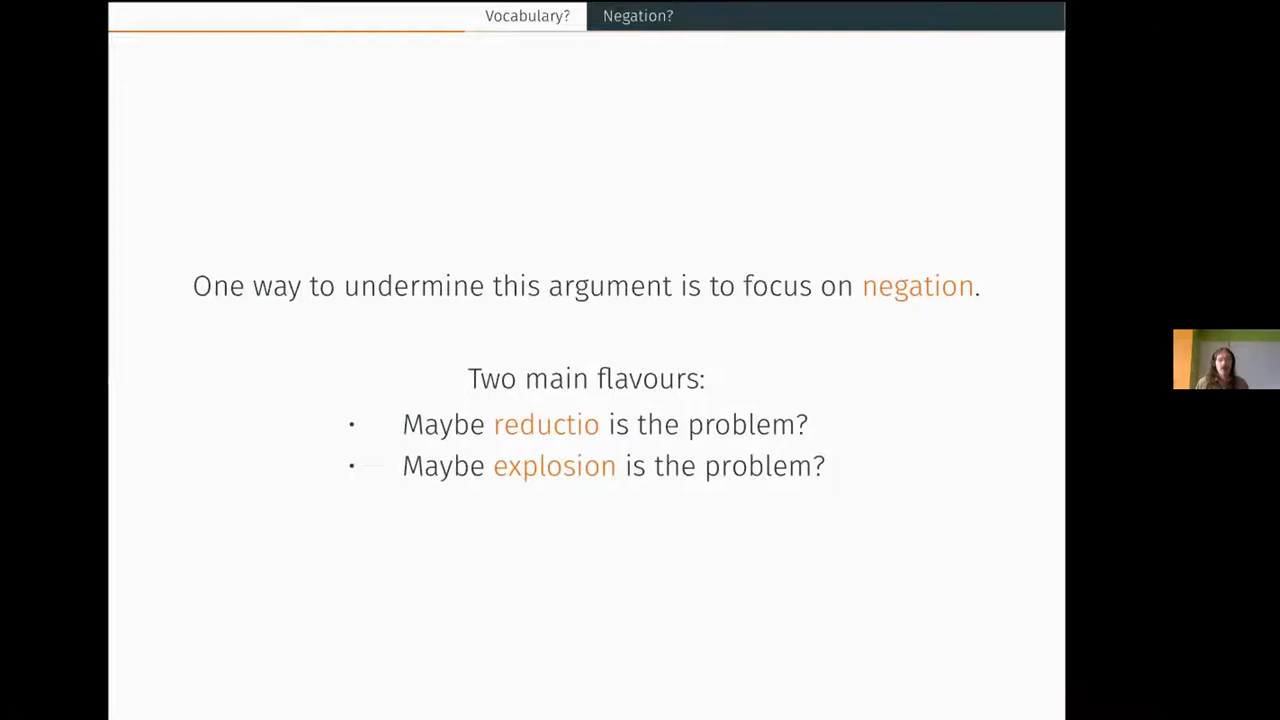 Vocabulary? Negation?
One way to undermine this argument is to focus on negation.
Two main flavours:
• Maybe reductio is the problem?
• Maybe explosion is the problem?